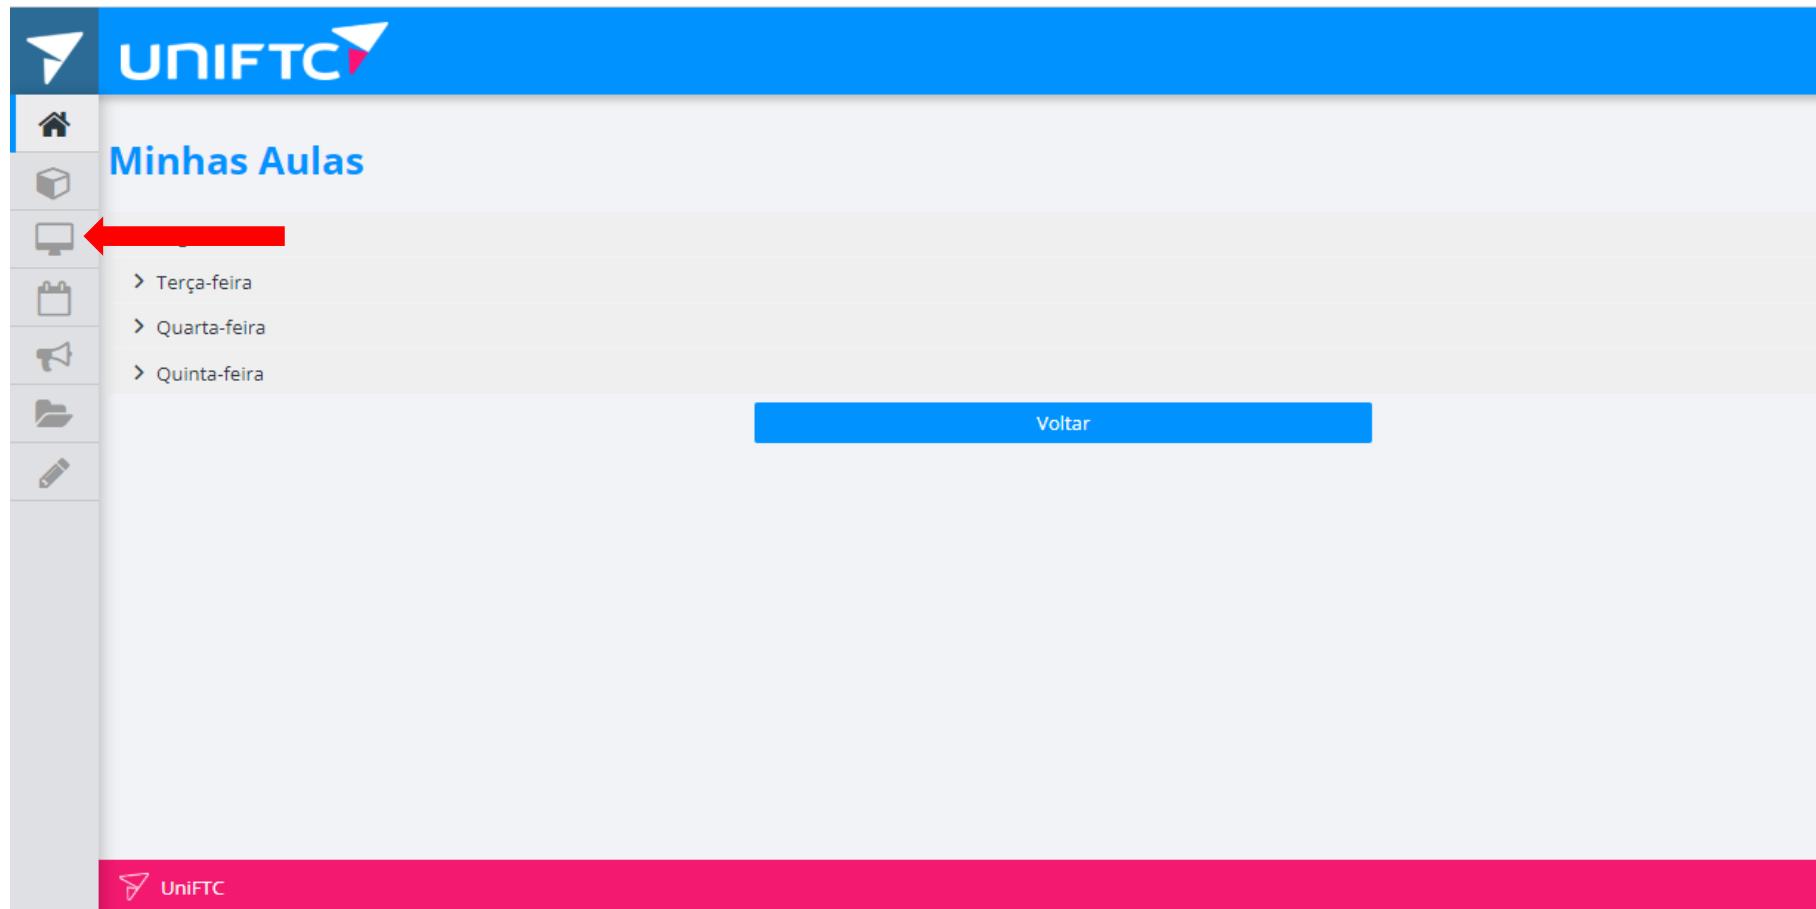 UNIFTC
Minhas Aulas
Terça-feira
Quarta-feira
Quinta-feira
Voltar
UniFTC